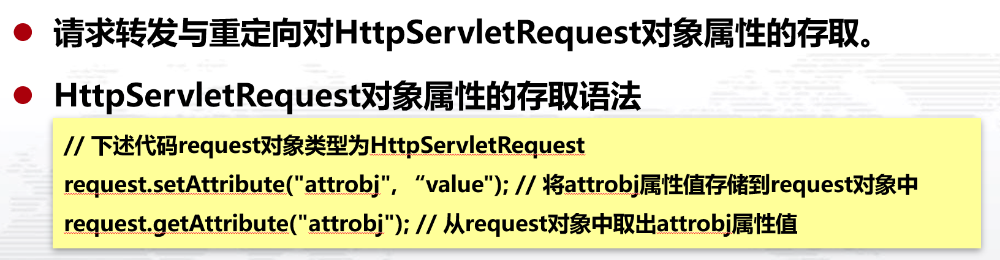 请求转发与重定向对HttpServletRequest对象属性的存取。
HttpServletRequest对象属性的存取语法
// 下述代码request对象类型为HttpServletRequest
request.setAttribute("attrobj", “value"); // 将attrobj属性值存储到request对象中
request.getAttribute("attrobj"); // 从request对象中取出attrobj属性值